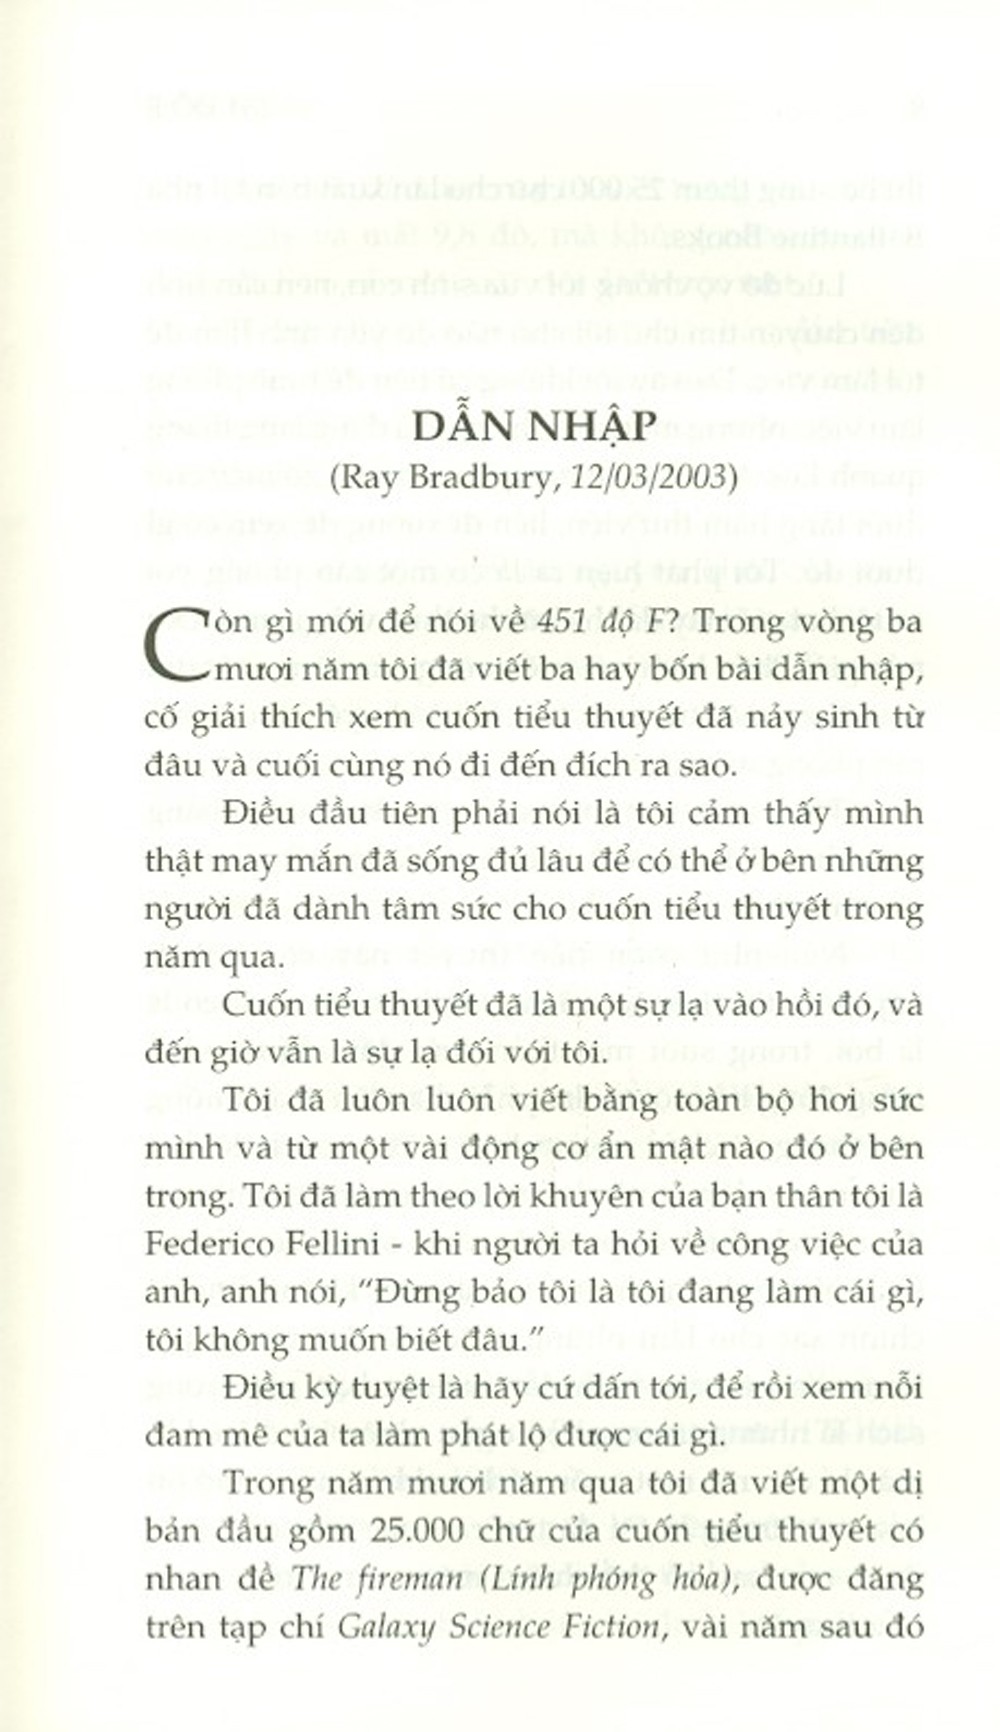 DẪN NHẬP
(Ray Bradbury, 12/03/2003)
Còn gì mới để nói về 451 độ F? Trong vòng ba
mươi năm tôi đã viết ba hay bốn bài dẫn nhập,
cố giải thích xem cuốn tiểu thuyết đã nảy sinh từ
đâu và cuối cùng nó đi đến đích ra sao.
Điều đầu tiên phải nói là tôi cảm thấy mình
thật may mắn đã sống đủ lâu để có thể ở bên những
người đã dành tâm sức cho cuốn tiểu thuyết trong
năm qua.
Cuốn tiểu thuyết đã là một sự lạ vào hồi đó, và
đến giờ vẫn là sự lạ đối với tôi.
Tôi đã luôn luôn viết bằng toàn bộ hơi sức
mình và từ một vài động cơ ẩn mật nào đó ở bên
trong. Tôi đã làm theo lời khuyên của bạn thân tôi là
Federico Fellini - khi người ta hỏi về công việc của
anh, anh nói, “Đừng bảo tôi là tôi đang làm cái gì,
tôi không muốn biết đâu.”
Điều kỳ tuyệt là hãy cứ dấn tới, để rồi xem nỗi
đam mê của ta làm phát lộ được cái gì.
Trong năm mươi năm qua tôi đã viết một dị
bản đầu gồm 25.000 chữ của cuốn tiểu thuyết có
nhan đề The fireman (Lính phóng hỏa), được đăng
trên tạp chí Galaxy Science Fiction, vài năm sau đó